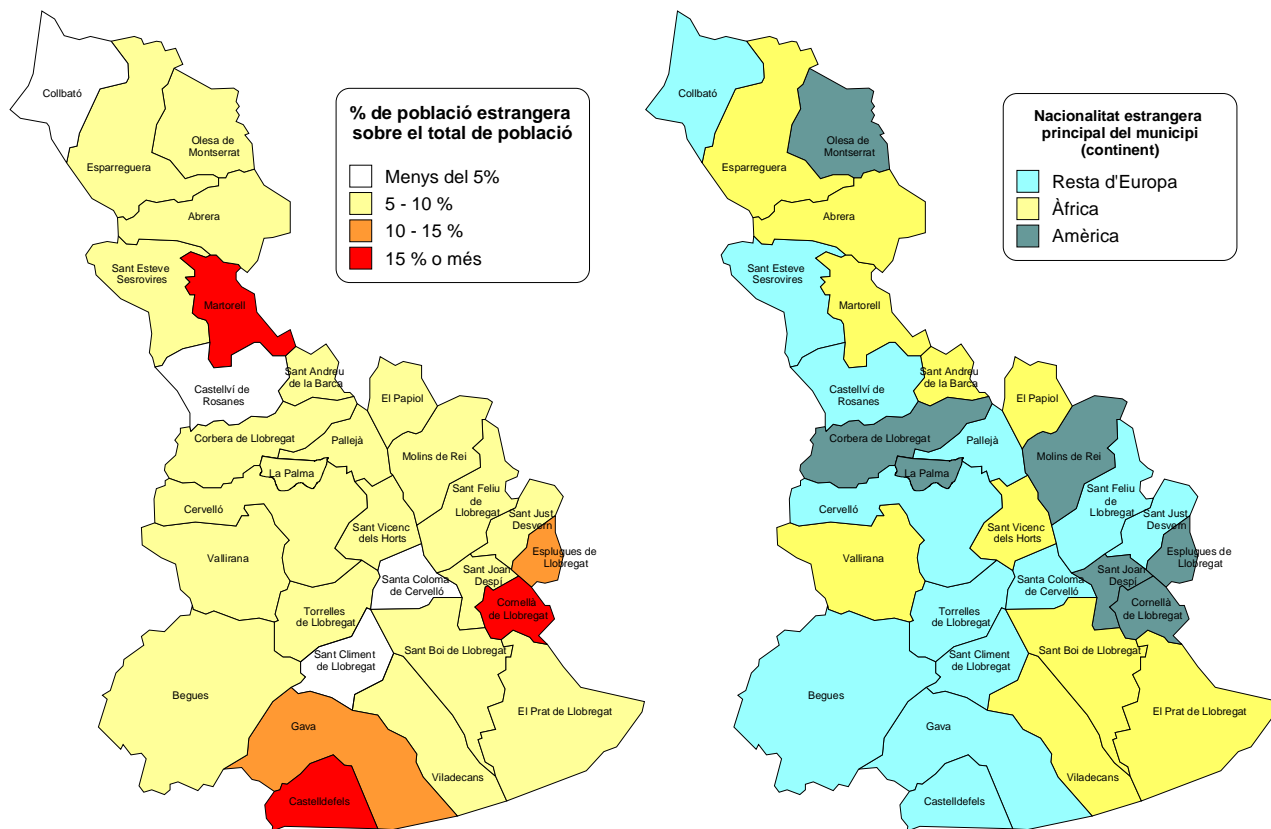 % de població estrangera
sobre el total de població
Menys del 5%
5 - 10 %
10 - 15 %
15 % o més
Collbató
Olesa de
Montserrat
Esparreguera
Abrera
Sant Esteve
Sesrovires
Martorell
Sant Andreu
de la Barca
Castellví de
Rosanes
El Papiol
Corbera de Llobregat
Pallejà
Molins de Rei
La Palma
Sant Feliu
de Llobregat
Cervelló
Sant Just
Desvern
Sant Vicenc
dels Horts
Vallirana
Esplugues de
Llobregat
Sant Joan
Despí
Santa Coloma
de Cervelló
Cornellà
de Llobregat
Torrelles
de Llobregat
Sant Boi de Llobregat
Sant Climent
de Llobregat
Begues
El Prat de Llobregat
Gava
Viladecans
Castelldefels
Nacionalitat estrangera
principal del municipi
(continent)
Resta d'Europa
Àfrica
Amèrica
Collbató
Olesa de
Montserrat
Esparreguera
Abrera
Sant Esteve
Sesrovires
Martorell
Sant Andreu
de la Barca
Castellví de
Rosanes
El Papiol
Corbera de Llobregat
Pallejà
Molins de Rei
La Palma
Sant Feliu
de Llobregat
Cervelló
Sant Just
Desvern
Sant Vicenc
dels Horts
Vallirana
Esplugues de
Llobregat
Sant Joan
Despí
Santa Coloma
de Cervelló
Cornellà
de Llobregat
Torrelles
de Llobregat
Sant Boi de Llobregat
Sant Climent
de Llobregat
Begues
El Prat de Llobregat
Gava
Viladecans
Castelldefels